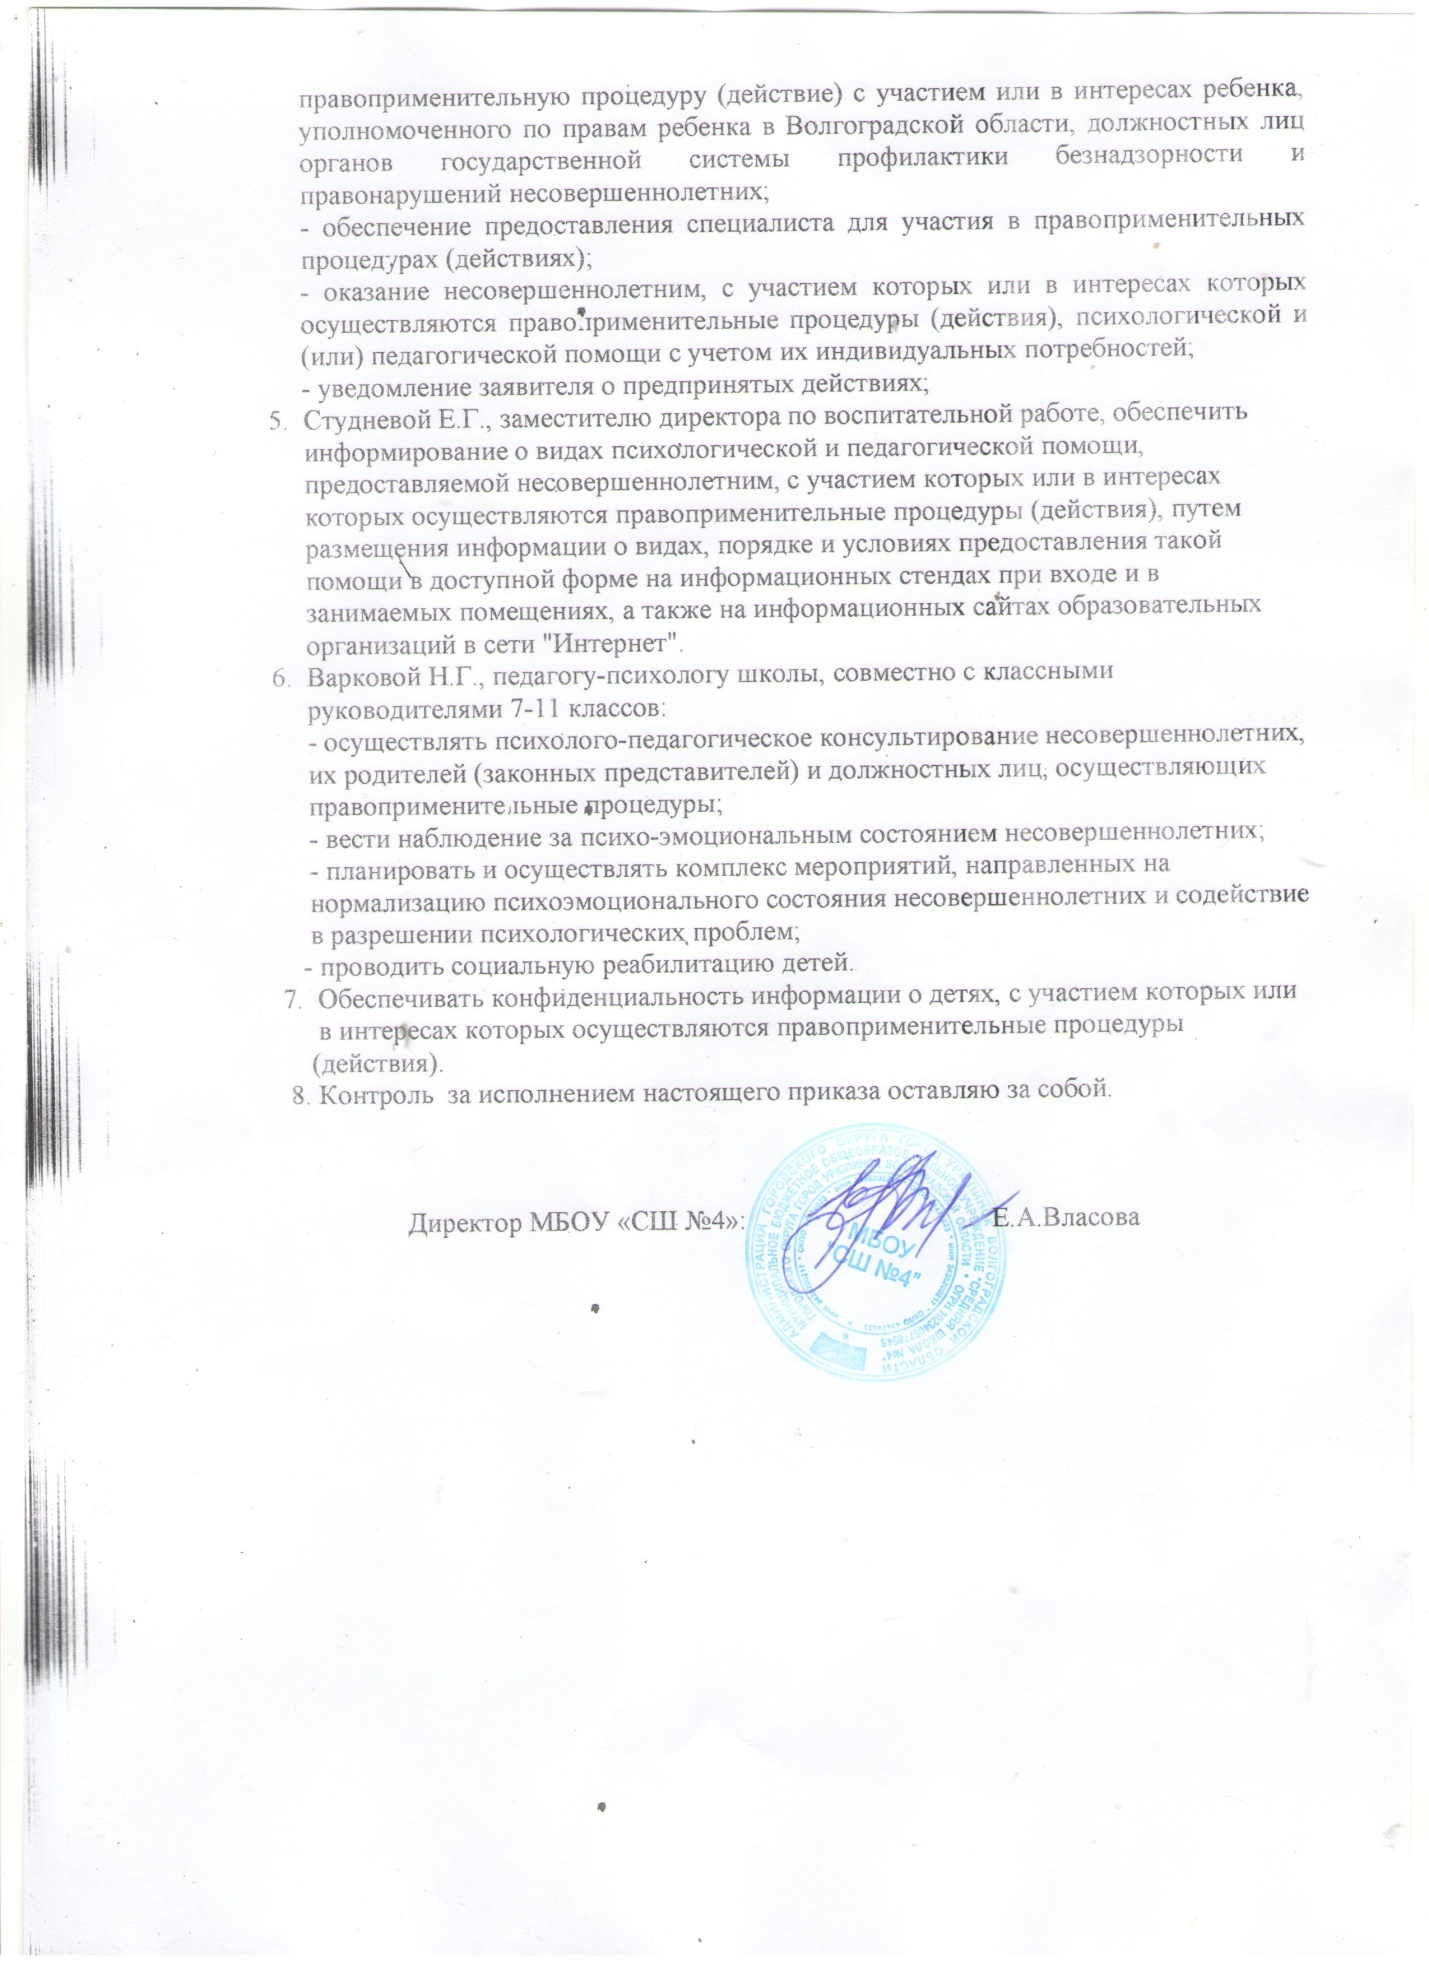 правоприменительную процедуру (действие) с участием или в интересах ребенка,
уполномоченного по правам ребенка в Волгоградской области, должностных лиц
органов государственной системы профилактики безнадзорности и
правонарушений несовершеннолетних;
- обеспечение предоставления специалиста для участия в правоприменительных
процедурах (действиях);
- оказание несовершеннолетним, с участием которых или в интересах которых
осуществляются правоприменительные процедуры (действия), психологической и
(или) педагогической помощи с учетом их индивидуальных потребностей;
- уведомление заявителя о предпринятых действиях;
5. Студневой Е.Г., заместителю директора по воспитательной работе, обеспечить
информирование о видах психологической и педагогической помощи,
предоставляемой несовершеннолетним, с участием которых или в интересах
которых осуществляются правоприменительные процедуры (действия), путем
размещения информации о видах, порядке и условиях предоставления такой
помощи в доступной форме на информационных стендах при входе и в
занимаемых помещениях, а также на информационных сайтах образовательных
организаций в сети "Интернет".
6. Варковой Н.Г., педагогу-психологу школы, совместно с классными
руководителями 7-11 классов:
- осуществлять психолого-педагогическое консультирование несовершеннолетних,
их родителей (законных представителей) и должностных лиц, осуществляющих
правоприменительные процедуры;
- вести наблюдение за психо-эмоциональным состоянием несовершеннолетних;
- планировать и осуществлять комплекс мероприятий, направленных на
нормализацию психоэмоционального состояния несовершеннолетних и содействие
в разрешении психологических проблем;
- проводить социальную реабилитацию детей.
7. Обеспечивать конфиденциальность информации о детях, с участием которых или
в интересах которых осуществляются правоприменительные процедуры
(действия).
8. Контроль за исполнением настоящего приказа оставляю за собой.
Директор МБОУ «СШ №4»: Е.А.Власова
МБОУ
"СШ №4"